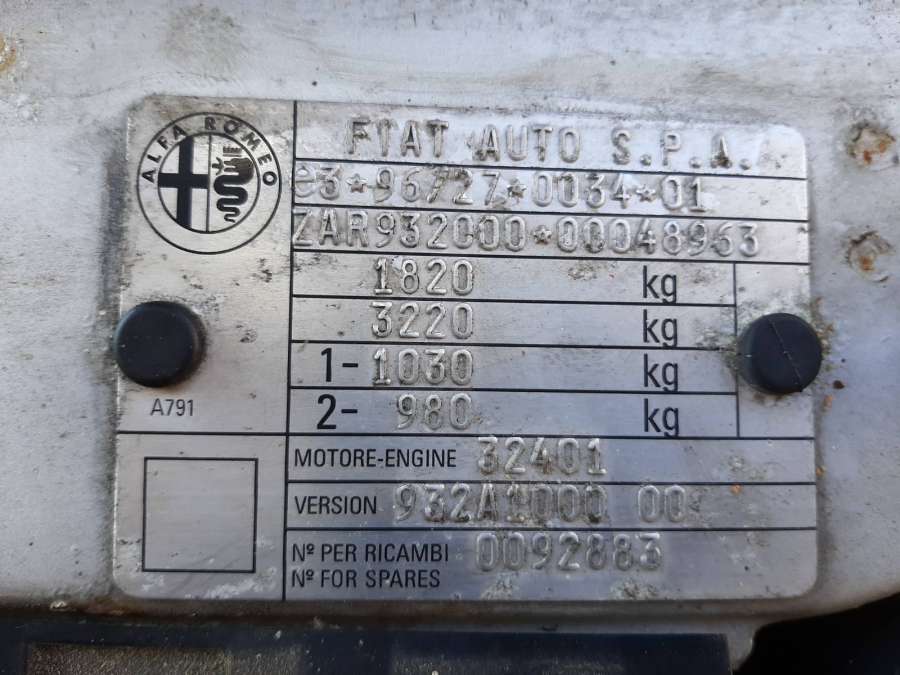 ALFA ROMEO
FIAT AUTO S.P.A.
e3*96/27*0034*01
ZAR932000*00048963
1820 kg
3220 kg
1- 1030 kg
2- 980 kg
A791
MOTORE-ENGINE 32401
VERSION 932A1000 00
Nº PER RICAMBI 0092883
Nº FOR SPARES